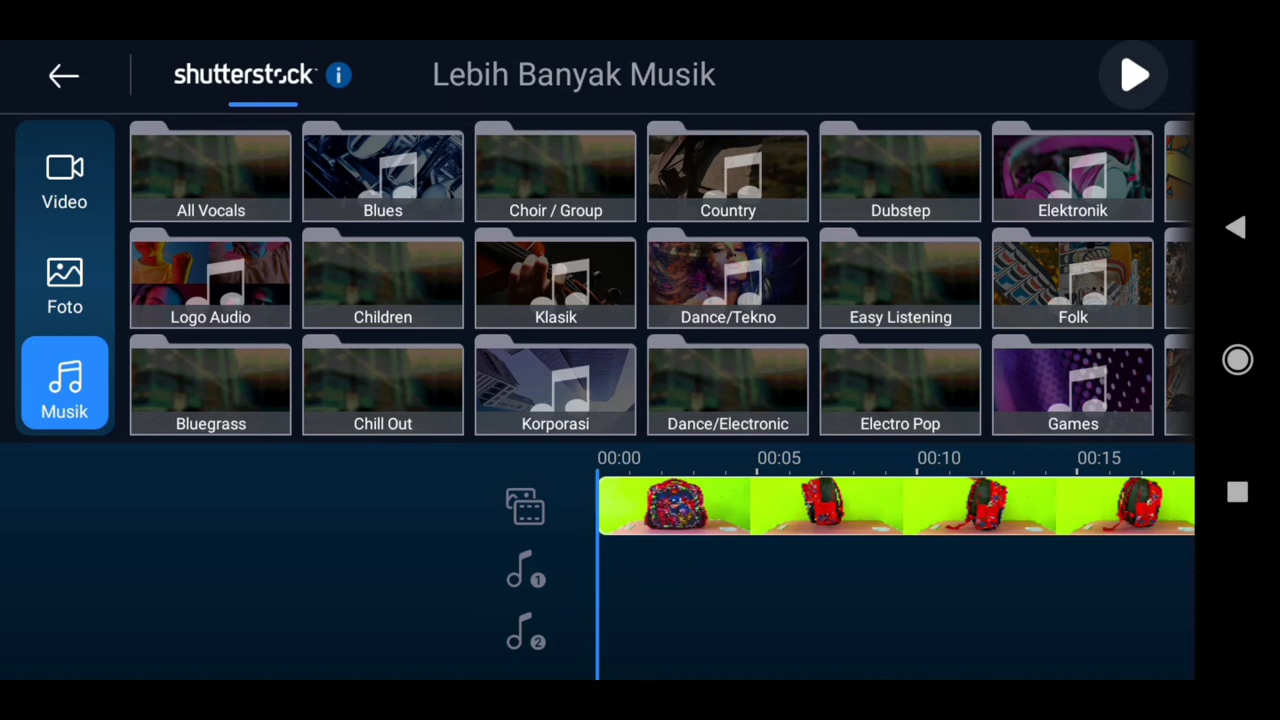 shutterstock i Lebih Banyak Musik
Video
Foto
Musik
All Vocals Blues Choir / Group Country Dubstep Elektronik
Logo Audio Children Klasik Dance/Tekno Easy Listening Folk
Bluegrass Chill Out Korporasi Dance/Electronic Electro Pop Games
00:00 00:05 00:10 00:15
1
2